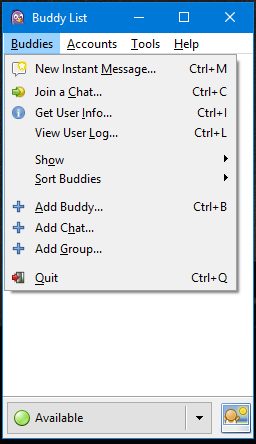 Buddy List
Buddies Accounts Tools Help
New Instant Message... Ctrl+M
Join a Chat... Ctrl+C
Get User Info... Ctrl+I
View User Log... Ctrl+L
Show
Sort Buddies
Add Buddy... Ctrl+B
Add Chat...
Add Group...
Quit Ctrl+Q
Available